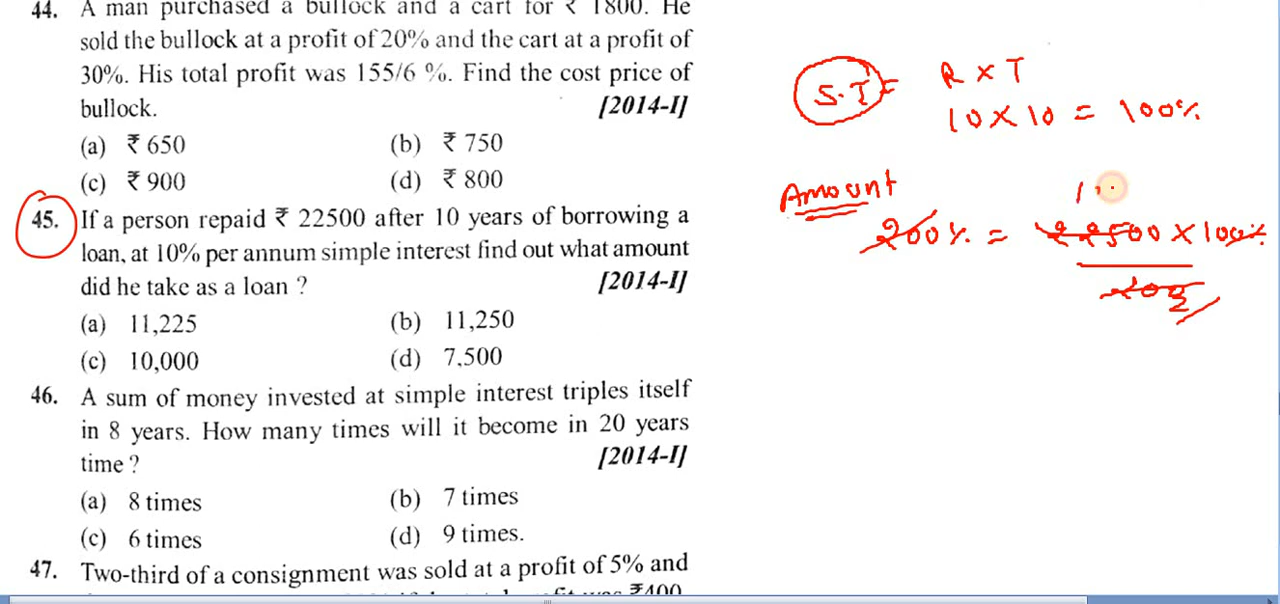 44. A man purchased a bullock and a cart for ₹ 1800. He
sold the bullock at a profit of 20% and the cart at a profit of
30%. His total profit was 155/6 %. Find the cost price of
bullock. [2014-I]
(a) ₹ 650 (b) ₹ 750
(c) ₹ 900 (d) ₹ 800
45. If a person repaid ₹ 22500 after 10 years of borrowing a
loan, at 10% per annum simple interest find out what amount
did he take as a loan ? [2014-I]
(a) 11,225 (b) 11,250
(c) 10,000 (d) 7,500
46. A sum of money invested at simple interest triples itself
in 8 years. How many times will it become in 20 years
time ? [2014-I]
(a) 8 times (b) 7 times
(c) 6 times (d) 9 times.
47. Two-third of a consignment was sold at a profit of 5% and
₹400
S.I = R × T
10 × 10 = 100%
Amount
200% = 22500 × 100%
200